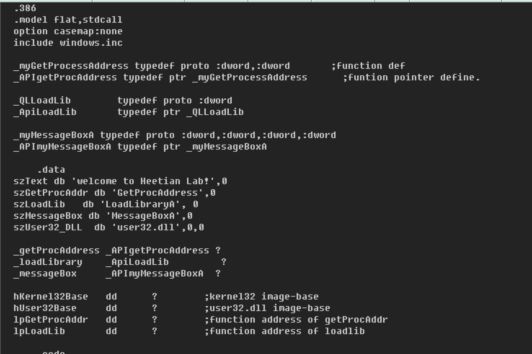 .386
.model flat,stdcall
option casemap:none
include windows.inc
_myGetProcessAddress typedef proto :dword,:dword ;function def
_APIgetProcAddress typedef ptr _myGetProcessAddress ;funtion pointer define.
_QLLoadLib typedef proto :dword
_ApiLoadLib typedef ptr _QLLoadLib
_myMessageBoxA typedef proto :dword,:dword,:dword,:dword
_APImyMessageBoxA typedef ptr _myMessageBoxA
.data
szText db 'welcome to Heetian Lab!',0
szGetProcAddr db 'GetProcAddress',0
szLoadLib db 'LoadLibraryA', 0
szMessageBox db 'MessageBoxA',0
szUser32_DLL db 'user32.dll',0,0
_getProcAddress _APIgetProcAddress ?
_loadLibrary _ApiLoadLib ?
_messageBox _APImyMessageBoxA ?
hKernel32Base dd ? ;kernel32 image-base
hUser32Base dd ? ;user32.dll image-base
lpGetProcAddr dd ? ;function address of getProcAddr
lpLoadLib dd ? ;function address of loadlib